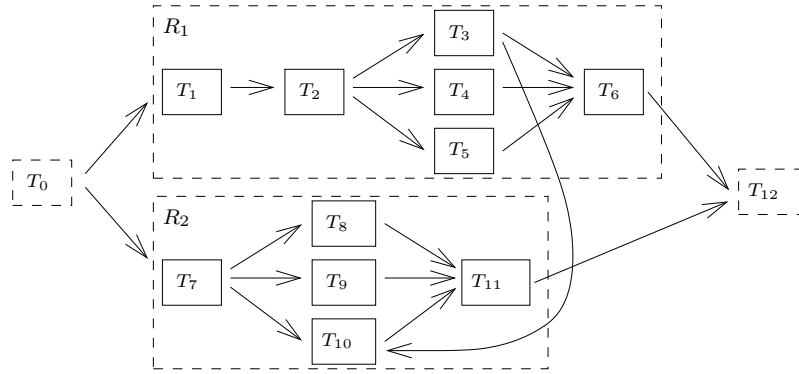 R₁
T₃
T₁ T₂ T₄ T₆
T₅
T₀ T₁₂
R₂
T₈
T₇ T₉ T₁₁
T₁₀